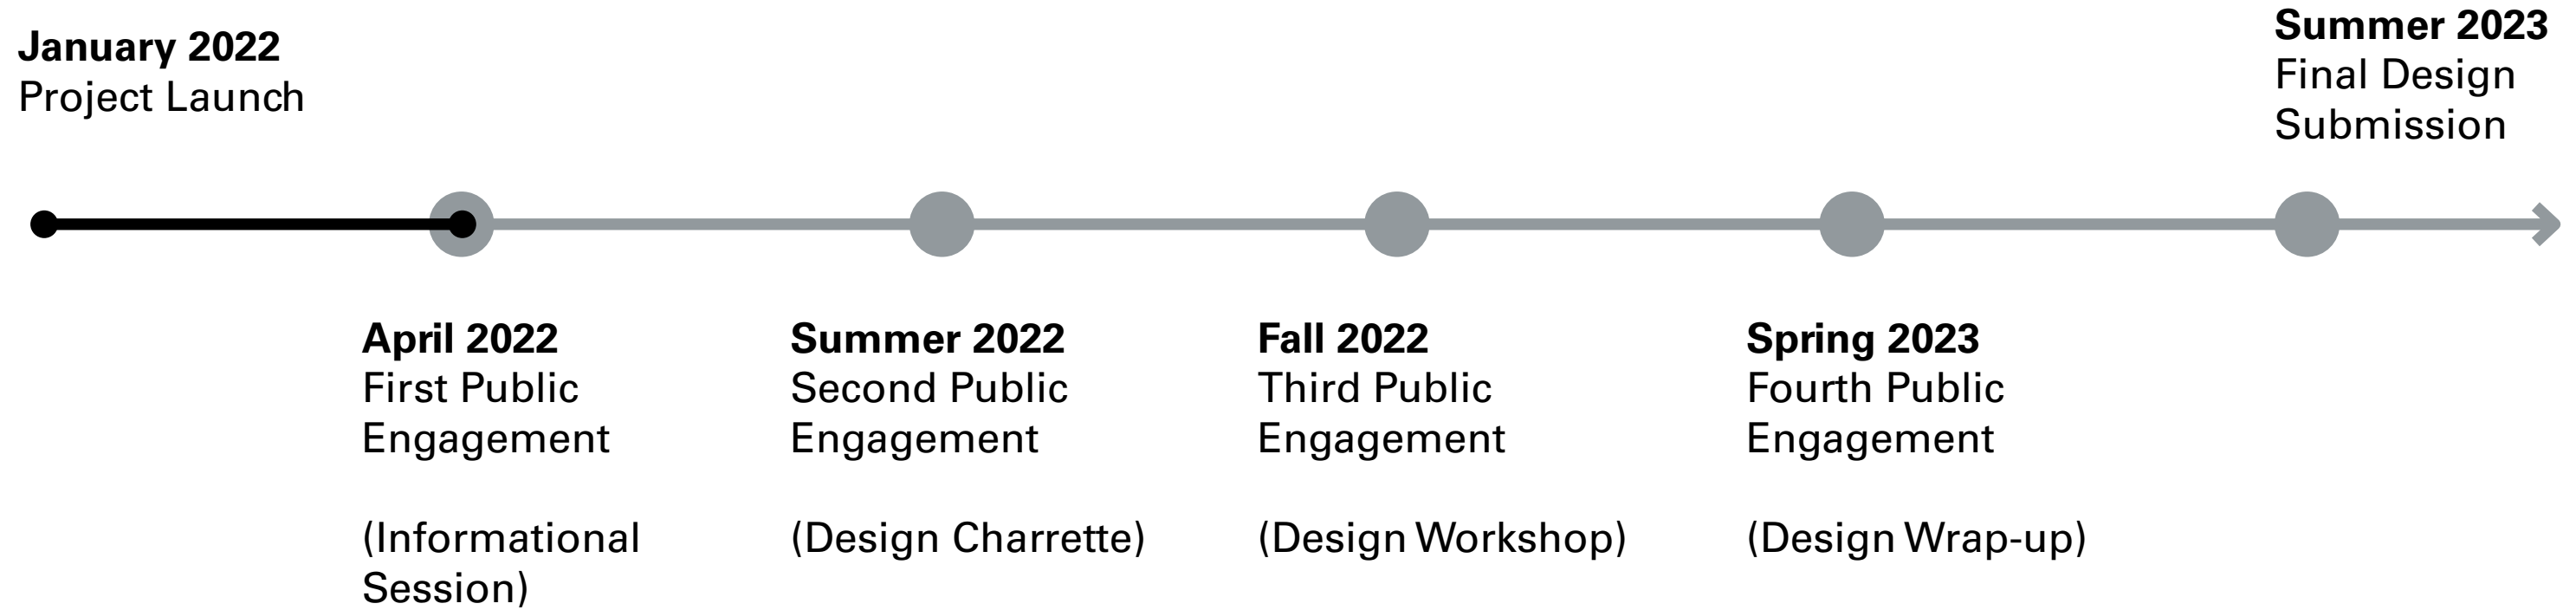 January 2022
Project Launch
Summer 2023
Final Design
Submission
April 2022
First Public
Engagement
(Informational
Session)
Summer 2022
Second Public
Engagement
(Design Charrette)
Fall 2022
Third Public
Engagement
(Design Workshop)
Spring 2023
Fourth Public
Engagement
(Design Wrap-up)